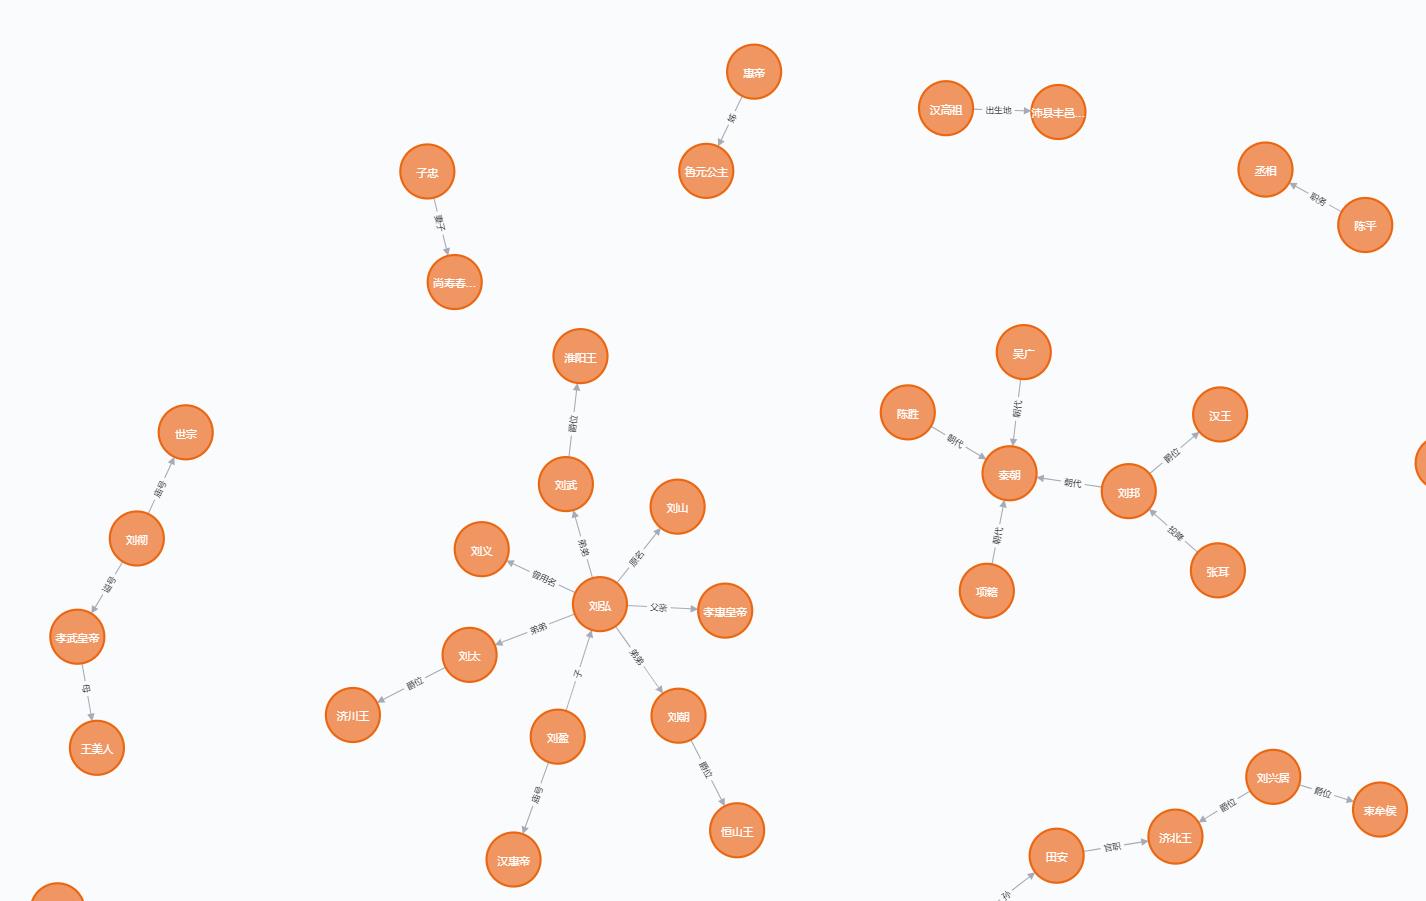 惠帝
姊
鲁元公主
汉高祖
出生地
沛县丰邑...
子忠
妻子
尚寿春...
丞相
职务
陈平
淮阳王
爵位
刘武
弟弟
刘山
原名
刘义
曾用名
刘弘
父亲
孝惠皇帝
弟弟
刘太
爵位
济川王
子
刘盈
庙号
汉惠帝
弟弟
刘朝
爵位
恒山王
世宗
庙号
刘彻
谥号
孝武皇帝
母
王美人
吴广
朝代
陈胜
朝代
秦朝
朝代
刘邦
爵位
汉王
投降
张耳
朝代
项籍
刘兴居
爵位
东牟侯
爵位
济北王
官职
田安
孙